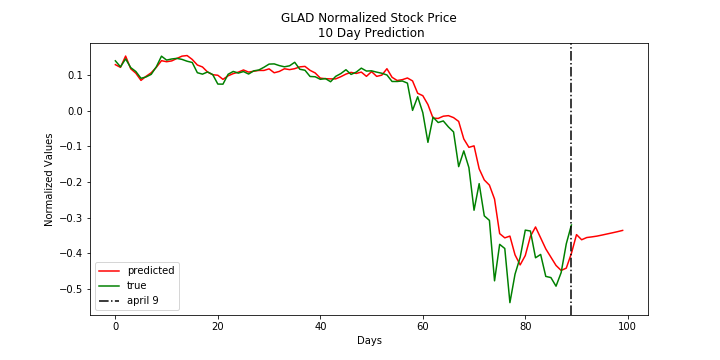 GLAD Normalized Stock Price
10 Day Prediction
Normalized Values
0.1
0.0
−0.1
−0.2
−0.3
−0.4
−0.5
predicted
true
april 9
0
20
40
60
80
100
Days